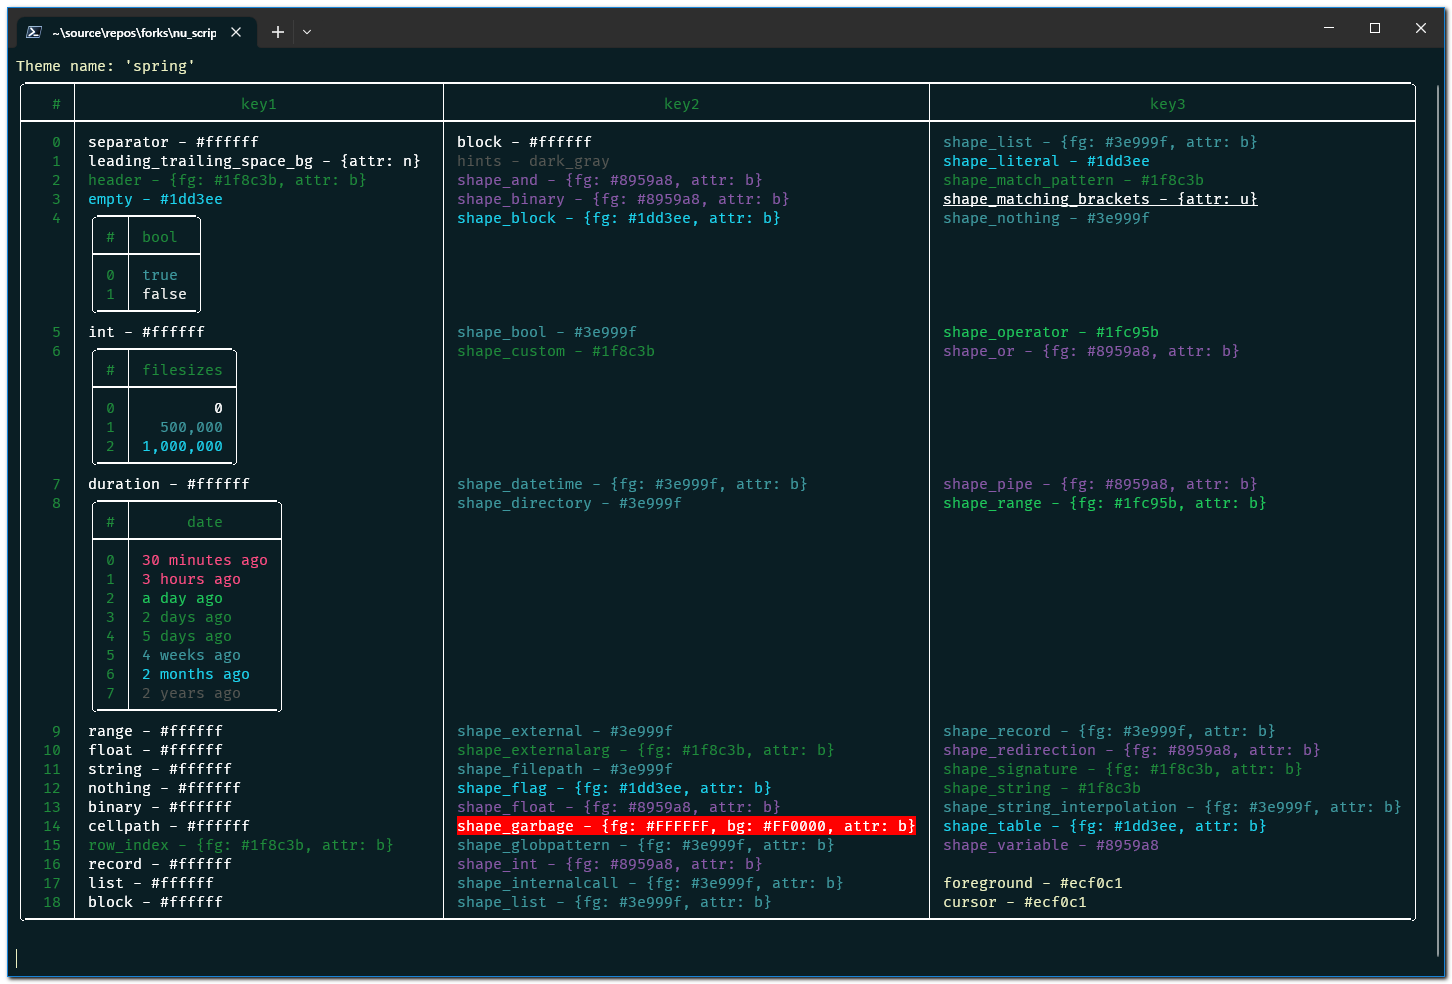 ~\source\repos\forks\nu_scrip
Theme name: 'spring'
# key1 key2 key3
0 separator - #ffffff block - #ffffff shape_list - {fg: #3e999f, attr: b}
1 leading_trailing_space_bg - {attr: n} hints - dark_gray shape_literal - #1dd3ee
2 header - {fg: #1f8c3b, attr: b} shape_and - {fg: #8959a8, attr: b} shape_match_pattern - #1f8c3b
3 empty - #1dd3ee shape_binary - {fg: #8959a8, attr: b} shape_matching_brackets - {attr: u}
4 shape_block - {fg: #1dd3ee, attr: b} shape_nothing - #3e999f
# bool
0 true
1 false
5 int - #ffffff shape_bool - #3e999f shape_operator - #1fc95b
6 shape_custom - #1f8c3b shape_or - {fg: #8959a8, attr: b}
# filesizes
0 0
1 500,000
2 1,000,000
7 duration - #ffffff shape_datetime - {fg: #3e999f, attr: b} shape_pipe - {fg: #8959a8, attr: b}
8 shape_directory - #3e999f shape_range - {fg: #1fc95b, attr: b}
# date
0 30 minutes ago
1 3 hours ago
2 a day ago
3 2 days ago
4 5 days ago
5 4 weeks ago
6 2 months ago
7 2 years ago
9 range - #ffffff shape_external - #3e999f shape_record - {fg: #3e999f, attr: b}
10 float - #ffffff shape_externalarg - {fg: #1f8c3b, attr: b} shape_redirection - {fg: #8959a8, attr: b}
11 string - #ffffff shape_filepath - #3e999f shape_signature - {fg: #1f8c3b, attr: b}
12 nothing - #ffffff shape_flag - {fg: #1dd3ee, attr: b} shape_string - #1f8c3b
13 binary - #ffffff shape_float - {fg: #8959a8, attr: b} shape_string_interpolation - {fg: #3e999f, attr: b}
14 cellpath - #ffffff shape_garbage - {fg: #FFFFFF, bg: #FF0000, attr: b} shape_table - {fg: #1dd3ee, attr: b}
15 row_index - {fg: #1f8c3b, attr: b} shape_globpattern - {fg: #3e999f, attr: b} shape_variable - #8959a8
16 record - #ffffff shape_int - {fg: #8959a8, attr: b}
17 list - #ffffff shape_internalcall - {fg: #3e999f, attr: b} foreground - #ecf0c1
18 block - #ffffff shape_list - {fg: #3e999f, attr: b} cursor - #ecf0c1